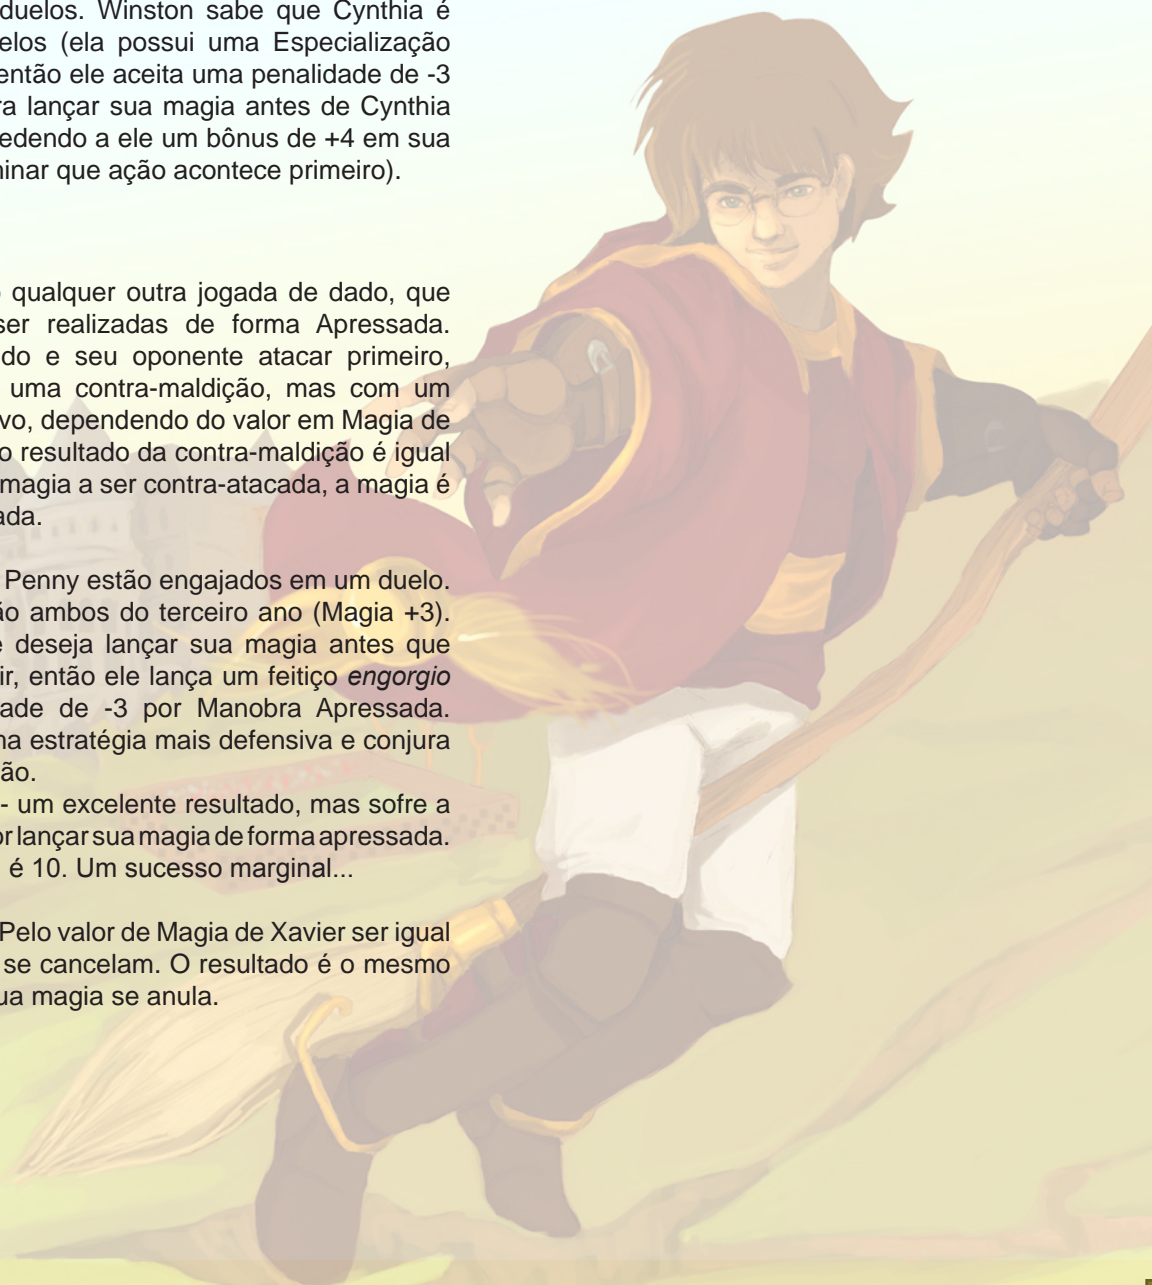 duelos. Winston sabe que Cynthia é
elos (ela possui uma Especialização
então ele aceita uma penalidade de -3
ra lançar sua magia antes de Cynthia
edendo a ele um bônus de +4 em sua
ninar que ação acontece primeiro).
qualquer outra jogada de dado, que
ser realizadas de forma Apressada.
do e seu oponente atacar primeiro,
uma contra-maldição, mas com um
vo, dependendo do valor em Magia de
o resultado da contra-maldição é igual
magia a ser contra-atacada, a magia é
ada.
Penny estão engajados em um duelo.
ão ambos do terceiro ano (Magia +3).
e deseja lançar sua magia antes que
ir, então ele lança um feitiço engorgio
ade de -3 por Manobra Apressada.
na estratégia mais defensiva e conjura
ão.
- um excelente resultado, mas sofre a
or lançar sua magia de forma apressada.
é 10. Um sucesso marginal...
Pelo valor de Magia de Xavier ser igual
se cancelam. O resultado é o mesmo
ua magia se anula.